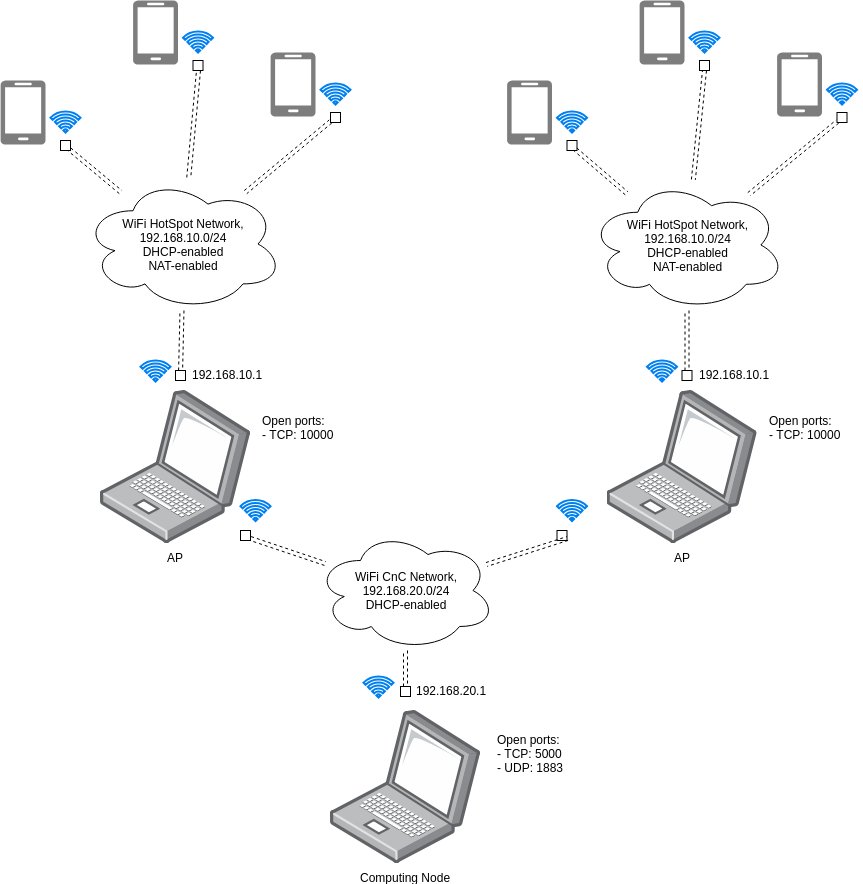 WiFi HotSpot Network,
192.168.10.0/24
DHCP-enabled
NAT-enabled
WiFi HotSpot Network,
192.168.10.0/24
DHCP-enabled
NAT-enabled
192.168.10.1
Open ports:
- TCP: 10000
AP
192.168.10.1
Open ports:
- TCP: 10000
AP
WiFi CnC Network,
192.168.20.0/24
DHCP-enabled
192.168.20.1
Open ports:
- TCP: 5000
- UDP: 1883
Computing Node